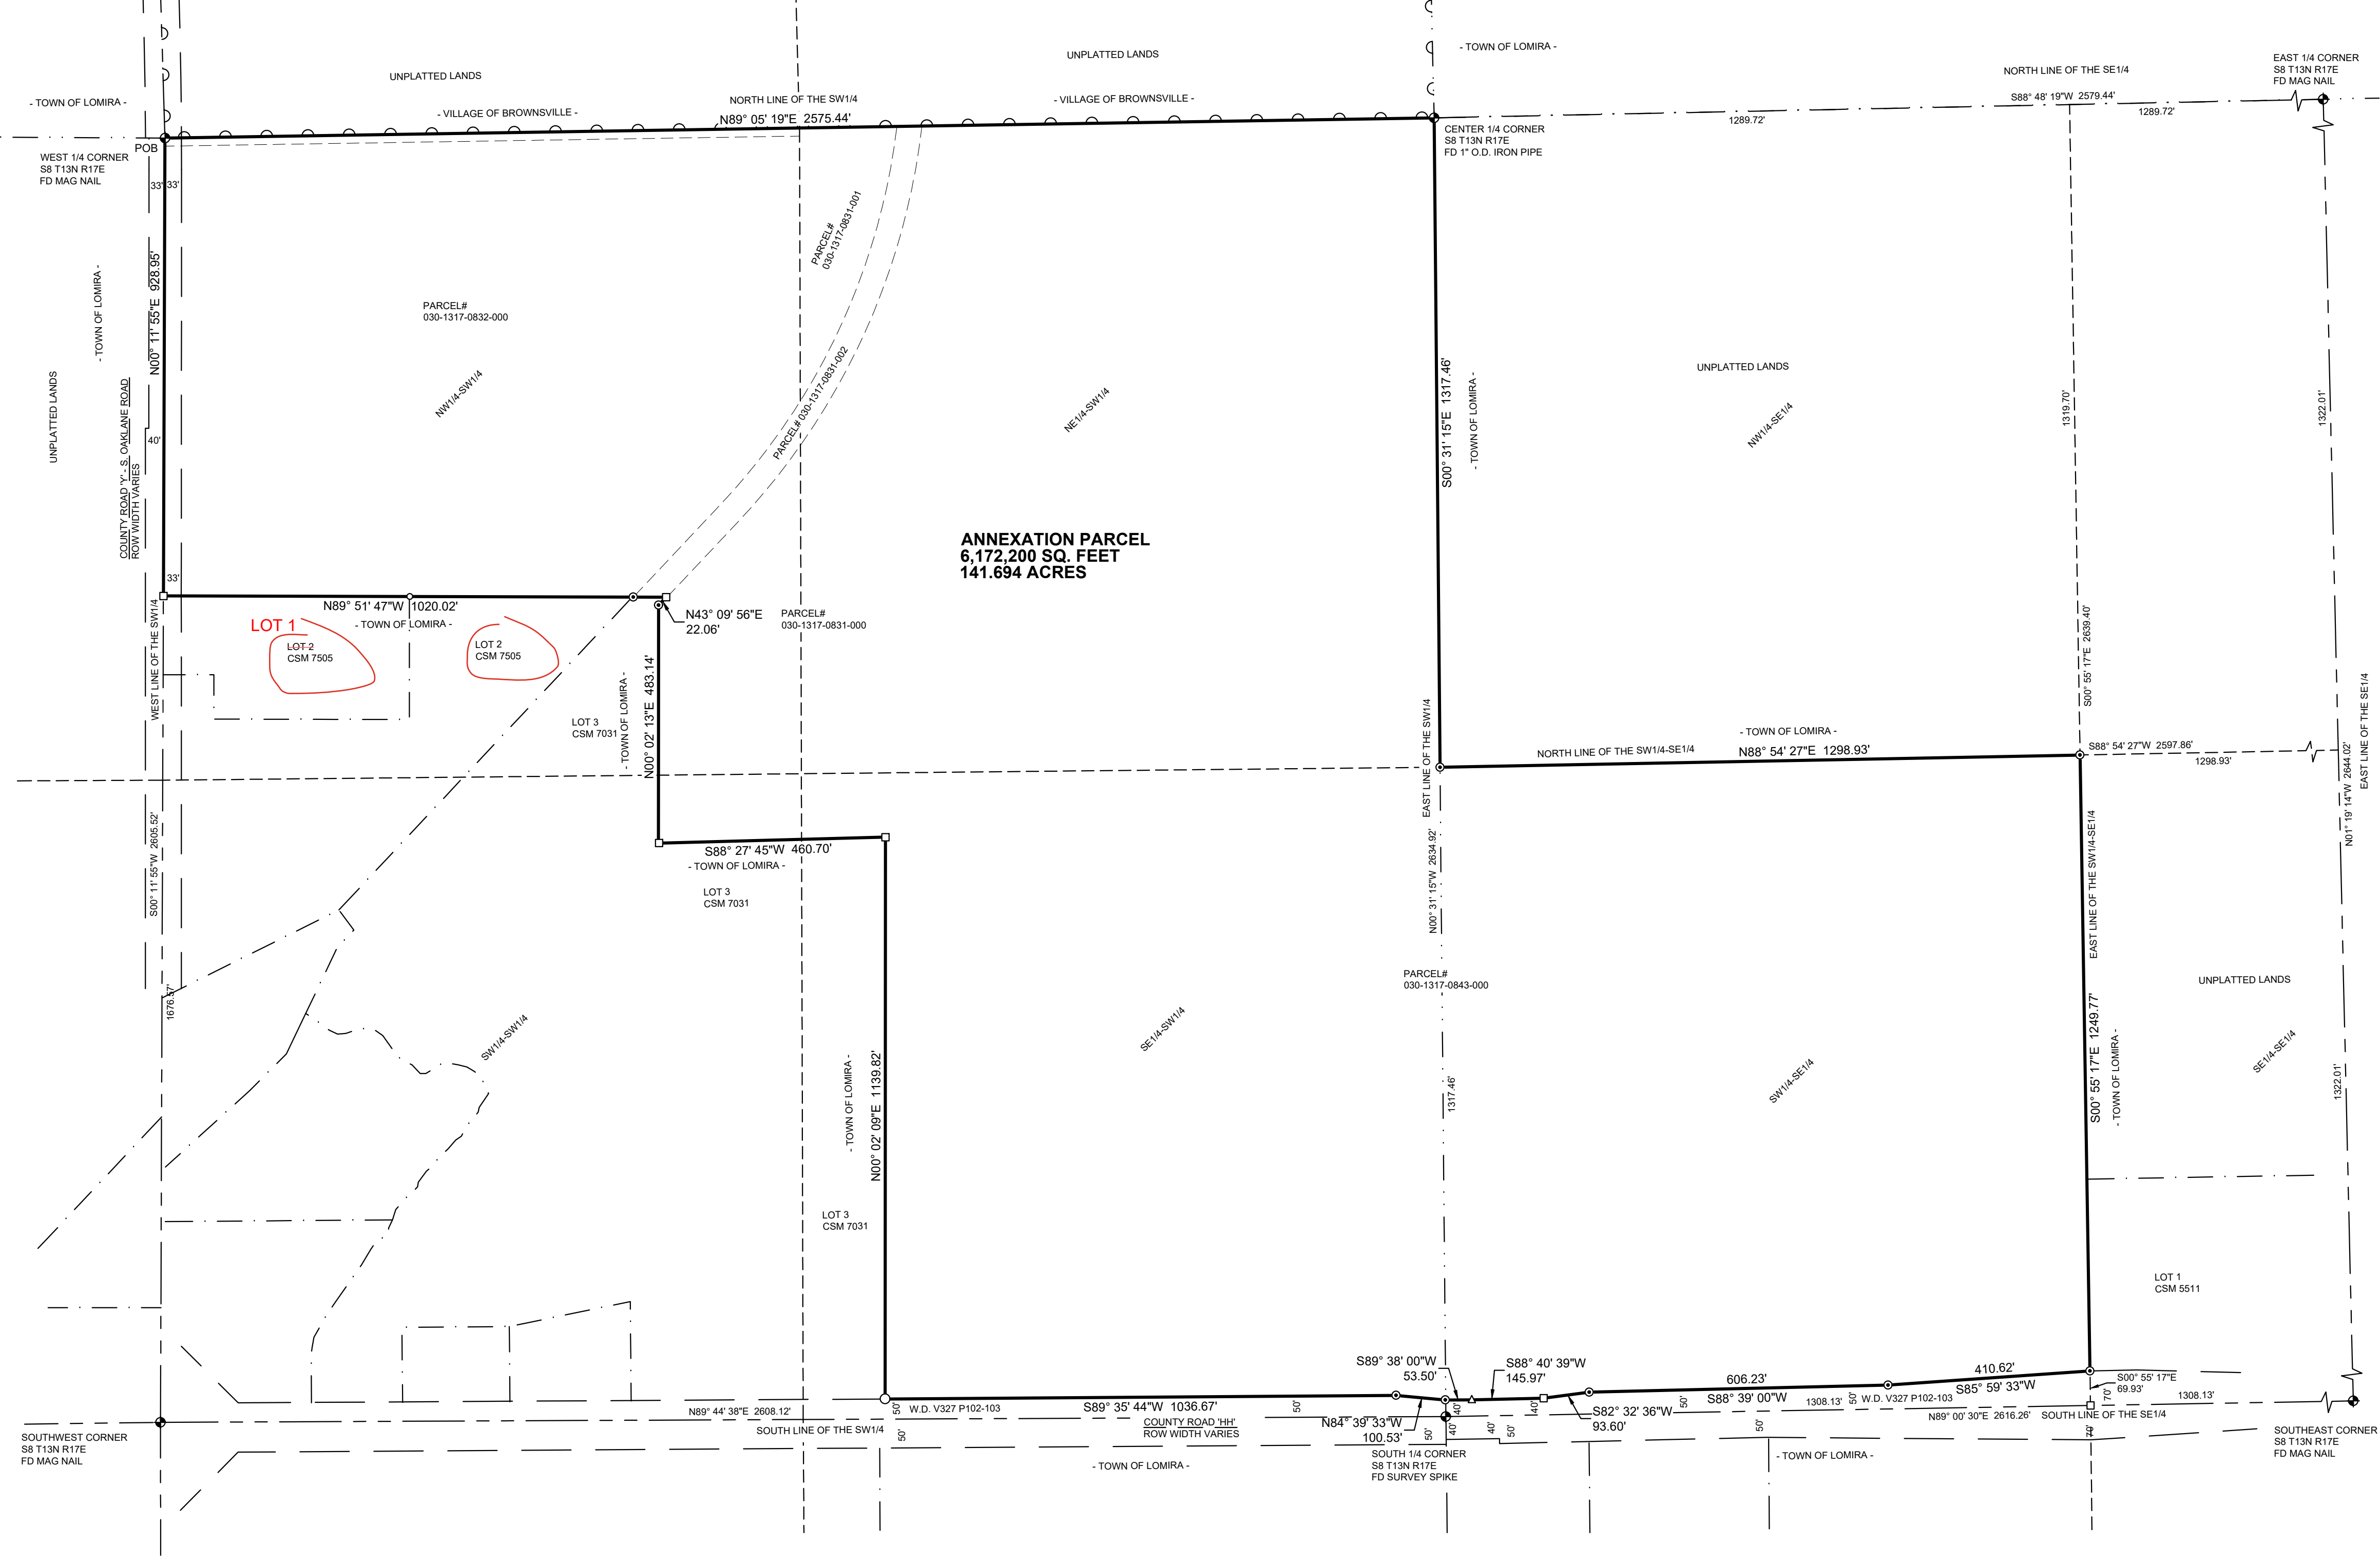 - TOWN OF LOMIRA -
UNPLATTED LANDS
- VILLAGE OF BROWNSVILLE -
NORTH LINE OF THE SW1/4
N89° 05' 19"E 2575.44'
UNPLATTED LANDS
- VILLAGE OF BROWNSVILLE -
- TOWN OF LOMIRA -
NORTH LINE OF THE SE1/4
S88° 48' 19"W 2579.44'
1289.72'
1289.72'
EAST 1/4 CORNER
S8 T13N R17E
FD MAG NAIL
POB
WEST 1/4 CORNER
S8 T13N R17E
FD MAG NAIL
33'
33'
CENTER 1/4 CORNER
S8 T13N R17E
FD 1" O.D. IRON PIPE
UNPLATTED LANDS
- TOWN OF LOMIRA -
COUNTY ROAD 'Y' - S. OAKLANE ROAD
ROW WIDTH VARIES
N00° 11' 55"E 928.95'
40'
33'
PARCEL#
030-1317-0832-000
NW1/4-SW1/4
PARCEL#
030-1317-0831-001
PARCEL# 030-1317-0831-002
NE1/4-SW1/4
S00° 31' 15"E 1317.46'
- TOWN OF LOMIRA -
UNPLATTED LANDS
NW1/4-SE1/4
1319.70'
1322.01'
ANNEXATION PARCEL
6,172,200 SQ. FEET
141.694 ACRES
N89° 51' 47"W 1020.02'
- TOWN OF LOMIRA -
LOT 1
LOT 2
CSM 7505
LOT 2
CSM 7505
N43° 09' 56"E
22.06'
PARCEL#
030-1317-0831-000
WEST LINE OF THE SW1/4
LOT 3
CSM 7031
- TOWN OF LOMIRA -
N00° 02' 13"E 483.14'
EAST LINE OF THE SW1/4
NORTH LINE OF THE SW1/4-SE1/4
- TOWN OF LOMIRA -
N88° 54' 27"E 1298.93'
S00° 55' 17"E 2639.40'
S88° 54' 27"W 2597.86'
1298.93'
N01° 19' 14"W 2644.02'
EAST LINE OF THE SE1/4
S00° 11' 55"W 2605.52'
S88° 27' 45"W 460.70'
- TOWN OF LOMIRA -
LOT 3
CSM 7031
N00° 31' 15"W 2634.92'
EAST LINE OF THE SW1/4-SE1/4
1676.57'
SW1/4-SW1/4
- TOWN OF LOMIRA -
N00° 02' 09"E 1139.82'
SE1/4-SW1/4
PARCEL#
030-1317-0843-000
1317.46'
SW1/4-SE1/4
S00° 55' 17"E 1249.77'
- TOWN OF LOMIRA -
UNPLATTED LANDS
SE1/4-SE1/4
1322.01'
LOT 3
CSM 7031
LOT 1
CSM 5511
S89° 38' 00"W
53.50'
S88° 40' 39"W
145.97'
606.23'
S88° 39' 00"W
410.62'
S85° 59' 33"W
S00° 55' 17"E
69.93'
SOUTHWEST CORNER
S8 T13N R17E
FD MAG NAIL
N89° 44' 38"E 2608.12'
SOUTH LINE OF THE SW1/4
50'
50'
W.D. V327 P102-103
S89° 35' 44"W 1036.67'
COUNTY ROAD 'HH'
ROW WIDTH VARIES
50'
N84° 39' 33"W
100.53'
50'
40'
40'
40'
40'
50'
S82° 32' 36"W
93.60'
50'
50'
1308.13'
50'
W.D. V327 P102-103
N89° 00' 30"E 2616.26'
SOUTH LINE OF THE SE1/4
70'
70'
1308.13'
SOUTH 1/4 CORNER
S8 T13N R17E
FD SURVEY SPIKE
- TOWN OF LOMIRA -
- TOWN OF LOMIRA -
SOUTHEAST CORNER
S8 T13N R17E
FD MAG NAIL